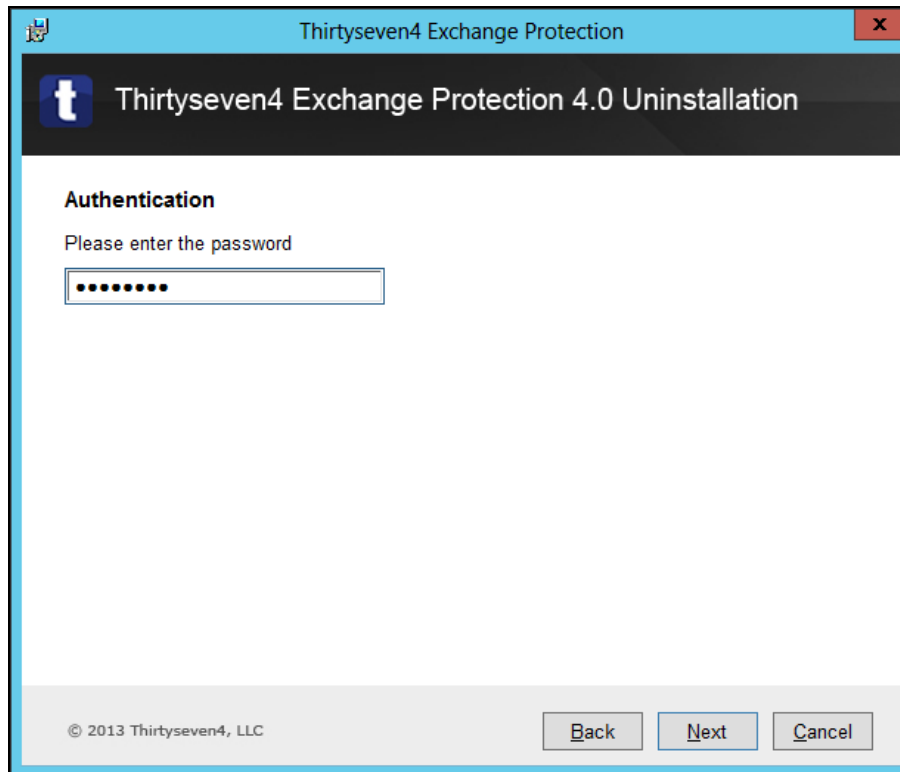 Thirtyseven4 Exchange Protection
x
t
Thirtyseven4 Exchange Protection 4.0 Uninstallation
Authentication
Please enter the password
••••••••
© 2013 Thirtyseven4, LLC
Back
Next
Cancel